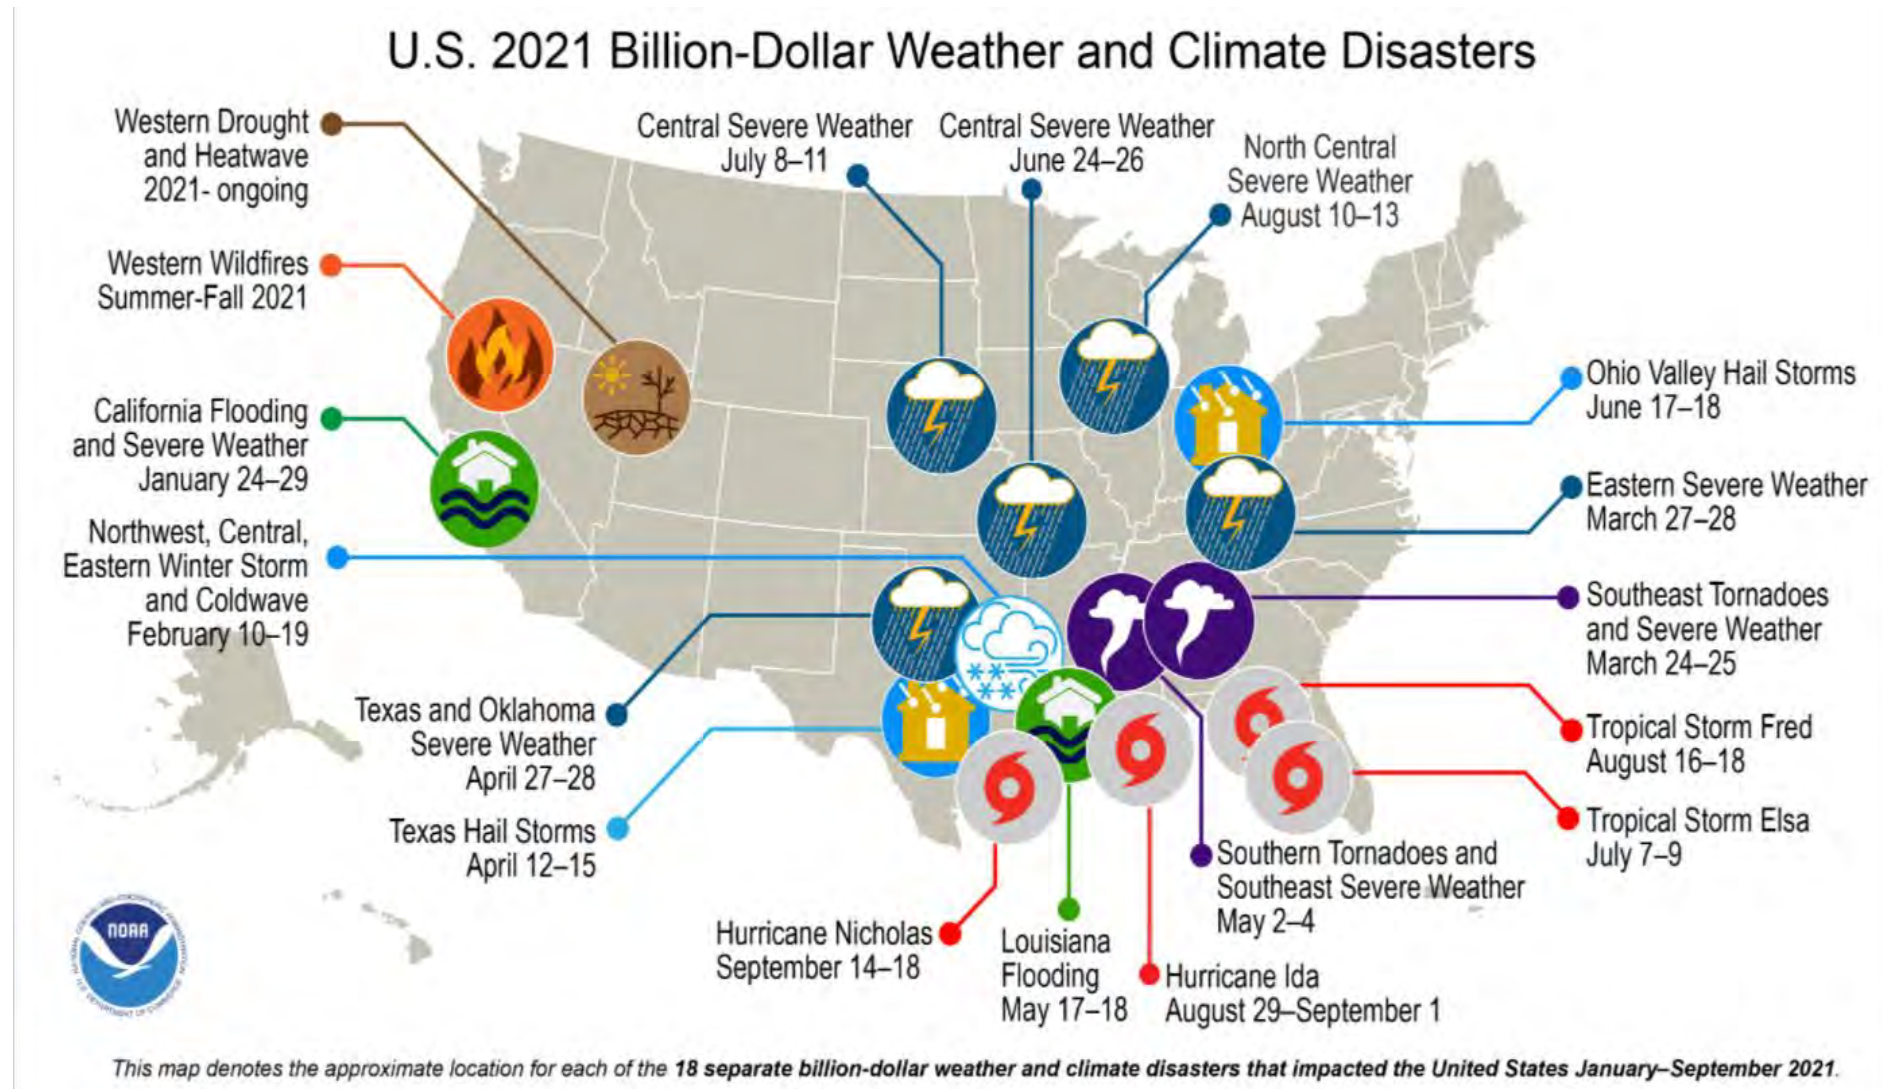 U.S. 2021 Billion-Dollar Weather and Climate Disasters
Western Drought
and Heatwave
2021- ongoing
Central Severe Weather
July 8–11
Central Severe Weather
June 24–26
North Central
Severe Weather
August 10–13
Western Wildfires
Summer-Fall 2021
California Flooding
and Severe Weather
January 24–29
Northwest, Central,
Eastern Winter Storm
and Coldwave
February 10–19
Ohio Valley Hail Storms
June 17–18
Eastern Severe Weather
March 27–28
Southeast Tornadoes
and Severe Weather
March 24–25
Tropical Storm Fred
August 16–18
Tropical Storm Elsa
July 7–9
Texas and Oklahoma
Severe Weather
April 27–28
Texas Hail Storms
April 12–15
Hurricane Nicholas
September 14–18
Louisiana
Flooding
May 17–18
Hurricane Ida
August 29–September 1
Southern Tornadoes and
Southeast Severe Weather
May 2–4
NOAA
This map denotes the approximate location for each of the 18 separate billion-dollar weather and climate disasters that impacted the United States January–September 2021.